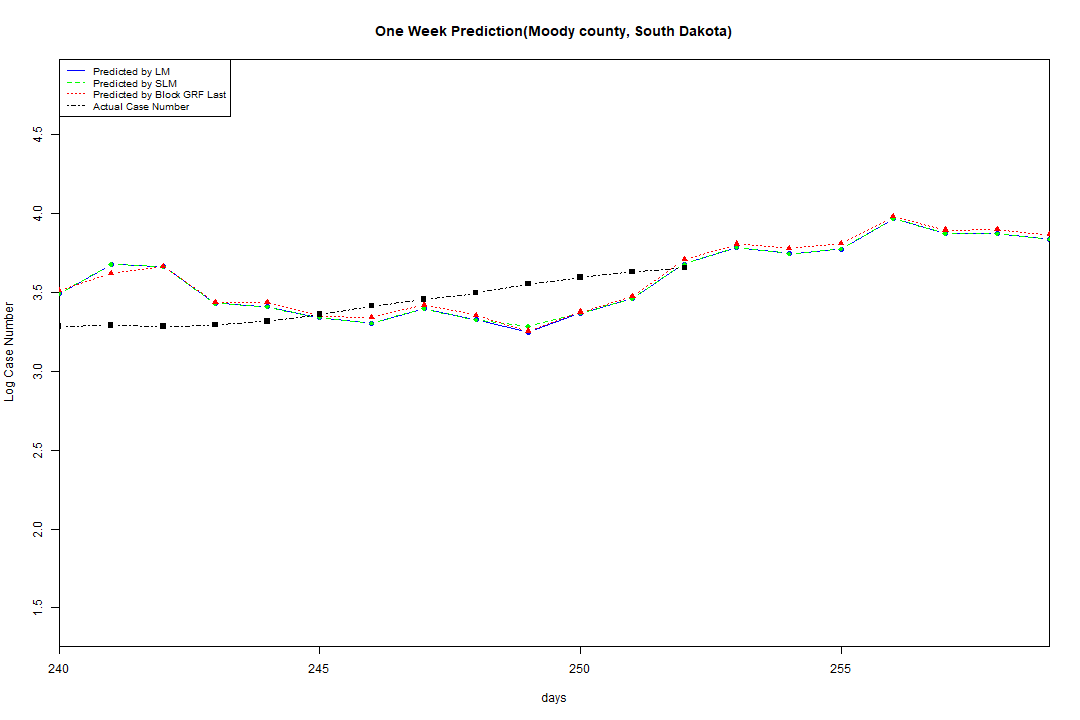 One Week Prediction(Moody county, South Dakota)
Predicted by LM
Predicted by SLM
Predicted by Block GRF Last
Actual Case Number
4.5
4.0
3.5
3.0
2.5
2.0
1.5
Log Case Number
240
245
250
255
days